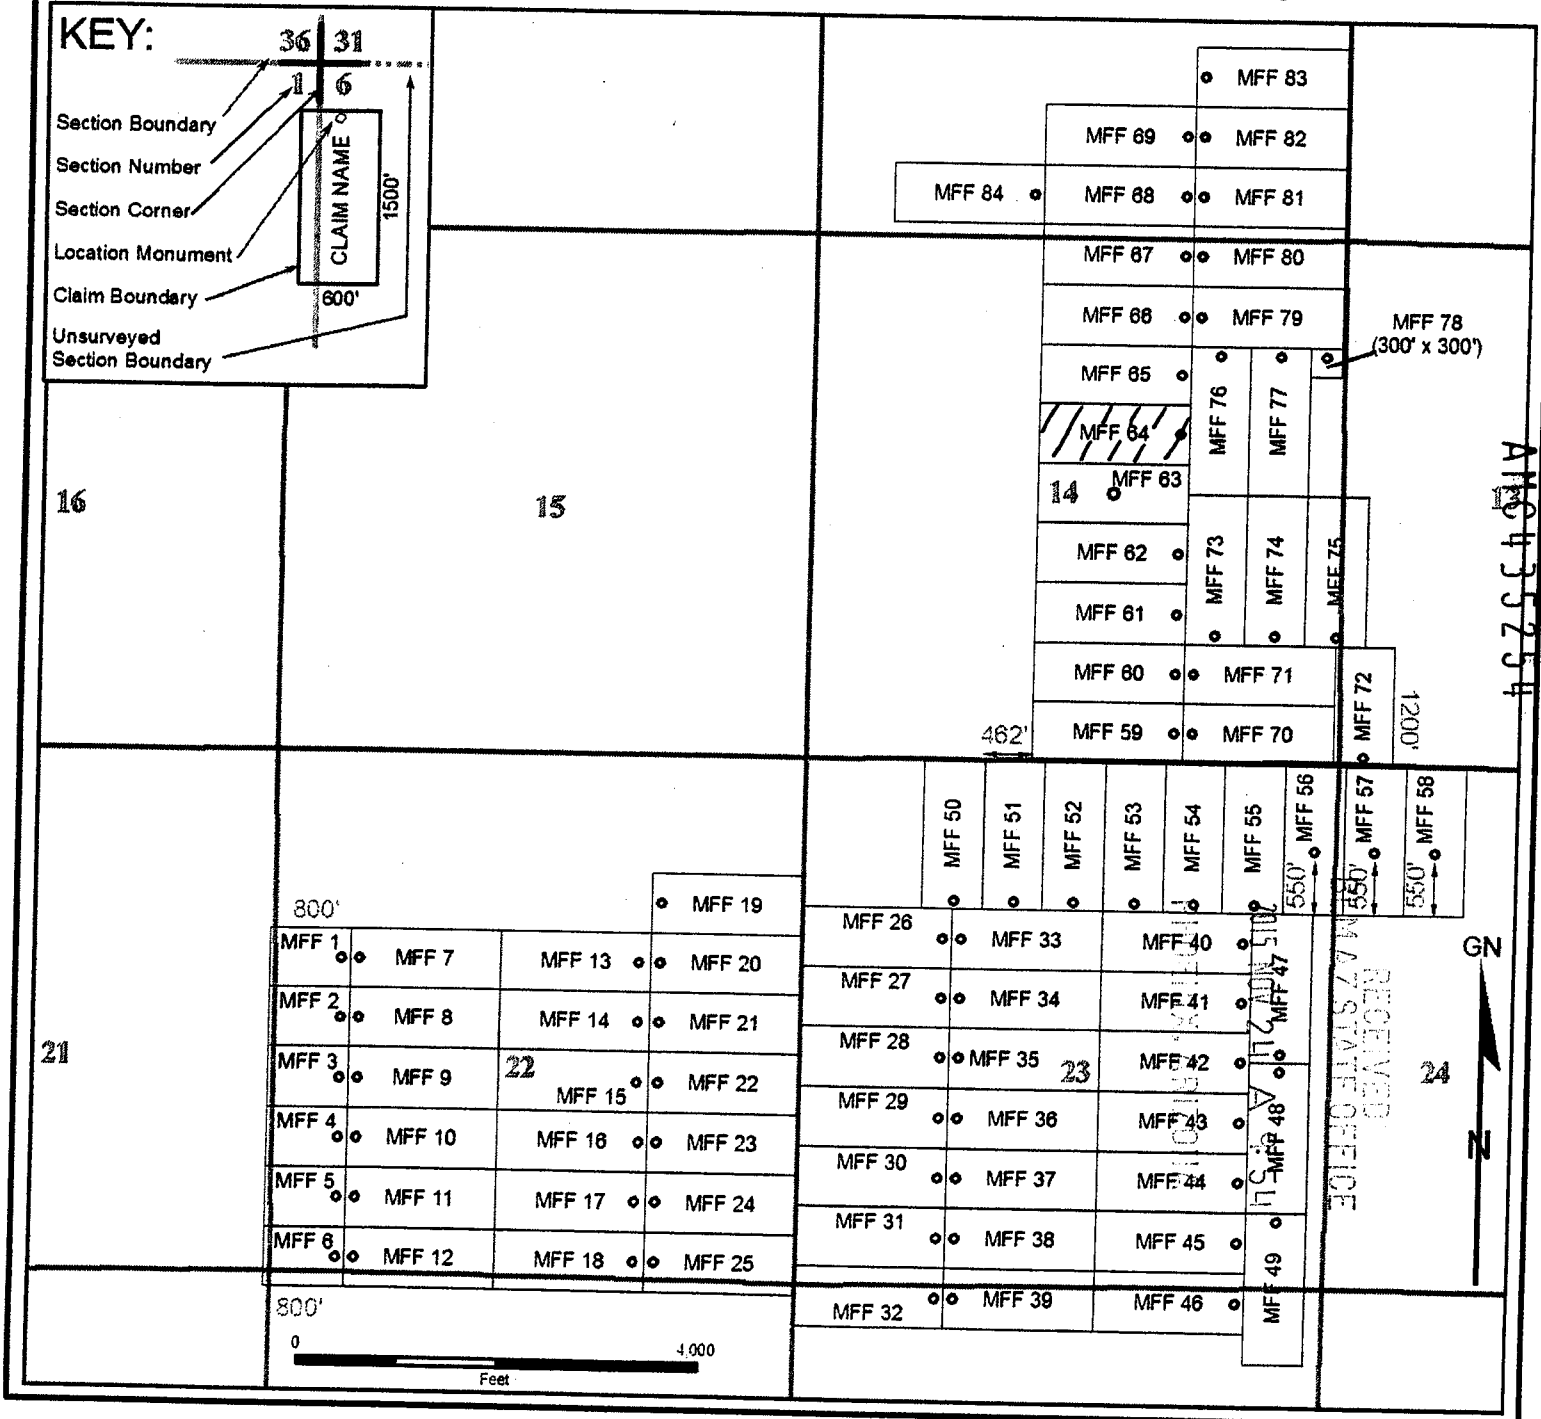 KEY:
36 31
1 6
Section Boundary
Section Number
Section Corner
Location Monument
Claim Boundary
Unsurveyed
Section Boundary
CLAIM NAME
1500'
600'
MFF 83
MFF 69
MFF 82
MFF 84
MFF 68
MFF 81
MFF 67
MFF 80
MFF 66
MFF 79
MFF 78
(300' x 300')
MFF 65
MFF 76
MFF 77
MFF 64
16
15
14
MFF 63
13
AMC435254
MFF 62
MFF 73
MFF 74
MFF 75
MFF 61
MFF 60
MFF 71
MFF 72
1200'
462'
MFF 59
MFF 70
MFF 50
MFF 51
MFF 52
MFF 53
MFF 54
MFF 55
MFF 56
MFF 57
MFF 58
550'
550'
550'
800'
MFF 19
MFF 26
MFF 33
MFF 40
MFF 1
MFF 7
MFF 13
MFF 20
MFF 47
GN
MFF 27
MFF 34
MFF 41
MFF 2
MFF 8
MFF 14
MFF 21
MFF 28
MFF 35
MFF 42
21
22
23
24
MFF 3
MFF 9
MFF 15
MFF 22
MFF 29
MFF 36
MFF 43
MFF 48
MFF 4
MFF 10
MFF 16
MFF 23
N
MFF 30
MFF 37
MFF 44
MFF 5
MFF 11
MFF 17
MFF 24
MFF 31
MFF 38
MFF 45
MFF 6
MFF 12
MFF 18
MFF 25
MFF 49
MFF 32
MFF 39
MFF 46
800'
0
4,000
Feet
RECEIVED
BLM AZ STATE OFFICE
2015 NOV 24 A 9:54
PHOENIX, ARIZONA